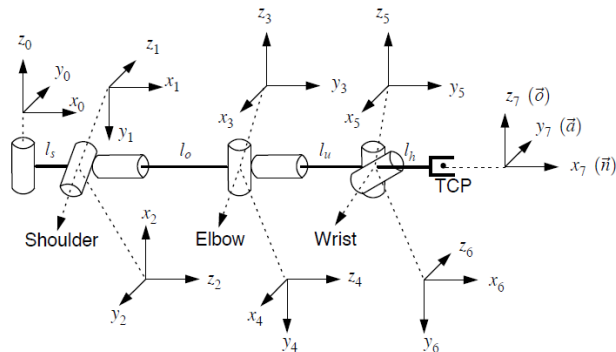 z0
y0
x0
z1
x1
y1
z3
y3
x3
z5
y5
x5
z7 (o⃗)
y7 (a⃗)
x7 (n⃗)
ls
lo
lu
lh
TCP
Shoulder
Elbow
Wrist
x2
z2
y2
z4
x4
y4
z6
x6
y6